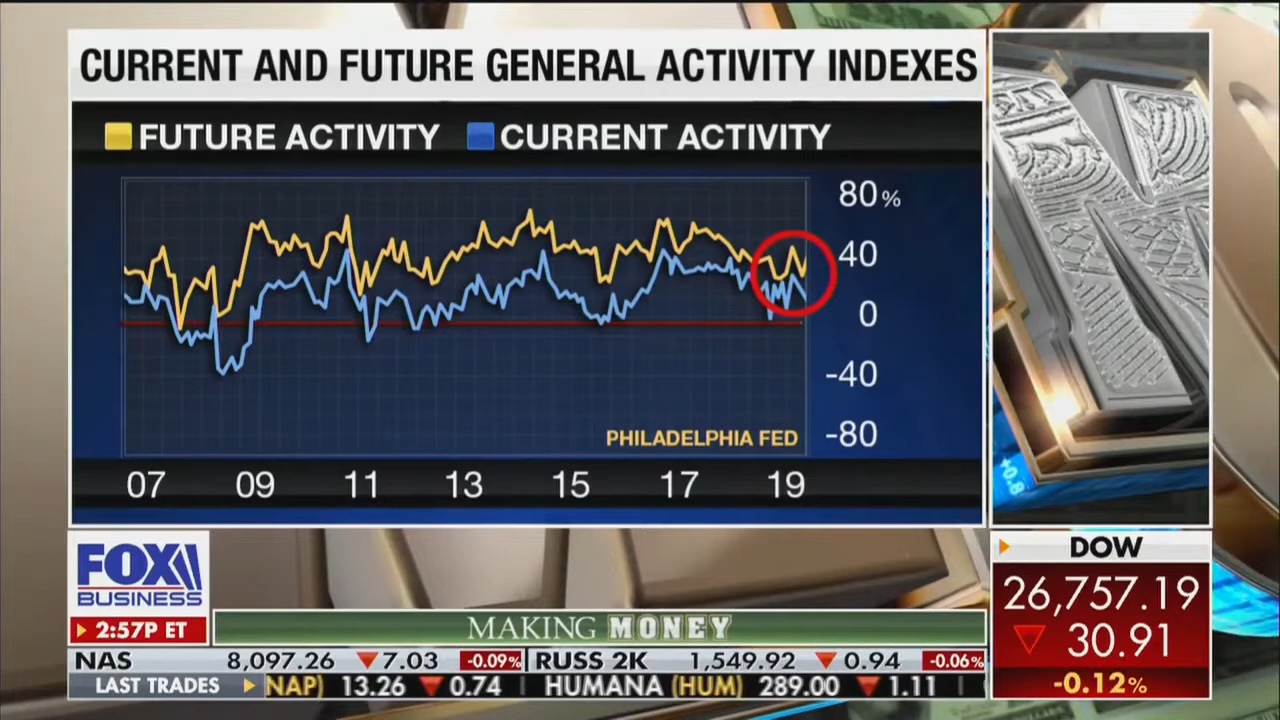 CURRENT AND FUTURE GENERAL ACTIVITY INDEXES
FUTURE ACTIVITY CURRENT ACTIVITY
80%
40
0
-40
-80
PHILADELPHIA FED
07 09 11 13 15 17 19
+0.8
FOX BUSINESS
2:57P ET
MAKING MONEY
DOW
26,757.19
30.91
-0.12%
NAS 8,097.26 7.03 -0.09% RUSS 2K 1,549.92 0.94 -0.06%
LAST TRADES NAP) 13.26 0.74 HUMANA (HUM) 289.00 1.11